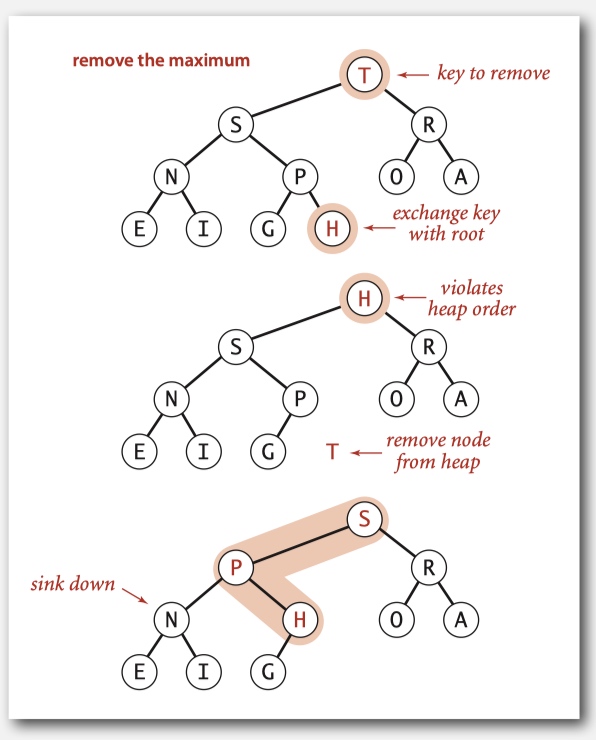 remove the maximum
T
key to remove
S
R
N
P
O
A
E
I
G
H
exchange key
with root
H
violates
heap order
S
R
N
P
O
A
E
I
G
T
remove node
from heap
S
P
R
sink down
N
H
O
A
E
I
G